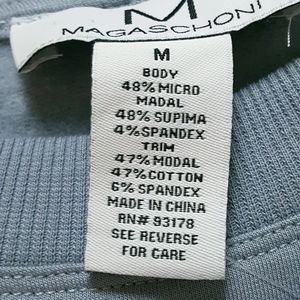 M
MAGASCHONI
M
BODY
48% MICRO
MADAL
48% SUPIMA
4% SPANDEX
TRIM
47% MODAL
47% COTTON
6% SPANDEX
MADE IN CHINA
RN# 93178
SEE REVERSE
FOR CARE